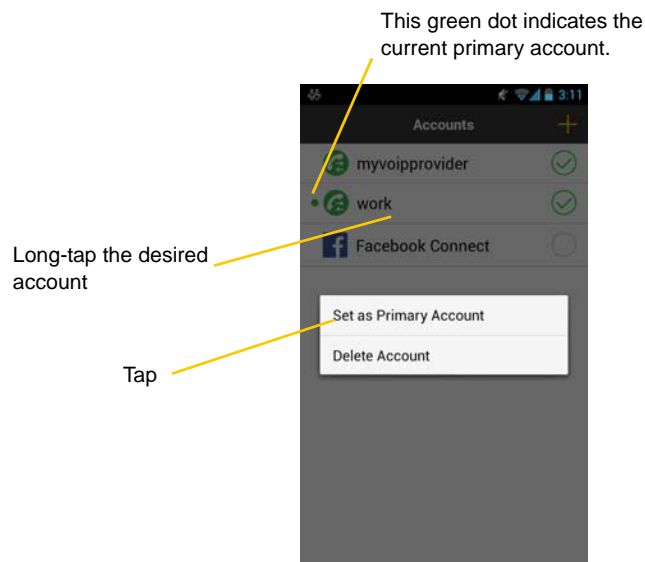 This green dot indicates the
current primary account.
3:11
Accounts
myvoipprovider
work
Facebook Connect
Long-tap the desired
account
Set as Primary Account
Delete Account
Tap